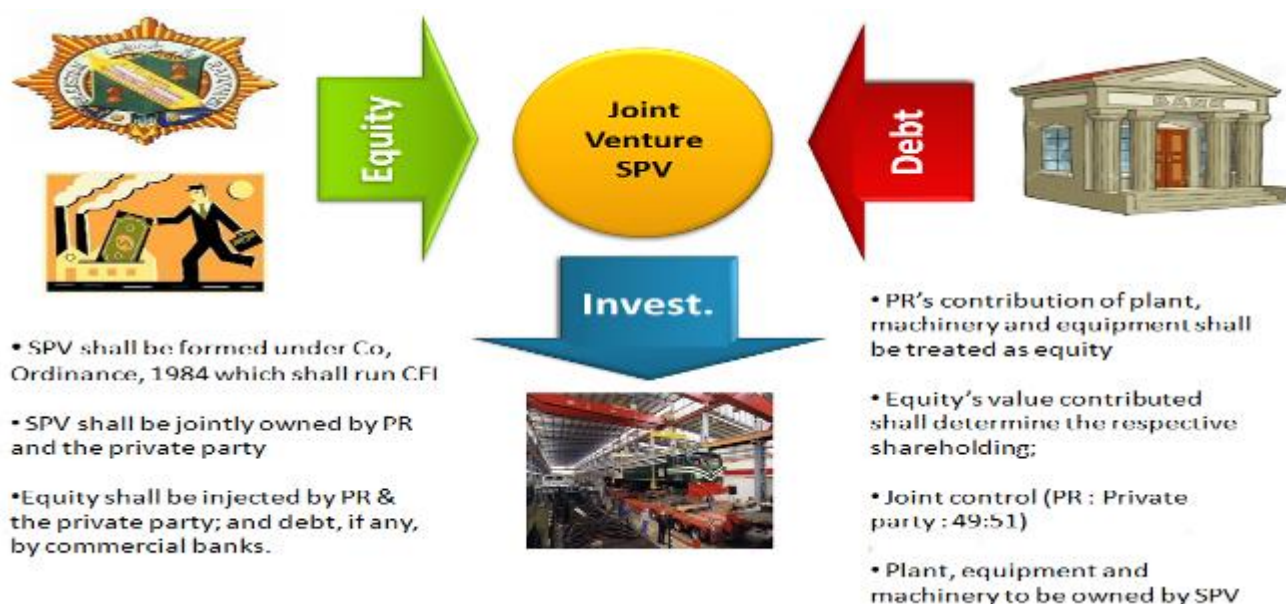 Equity
Joint
Venture
SPV
Debt
BANK
Invest.
• SPV shall be formed under Co,
Ordinance, 1984 which shall run CFI
• SPV shall be jointly owned by PR
and the private party
•Equity shall be injected by PR &
the private party; and debt, if any,
by commercial banks.
• PR's contribution of plant,
machinery and equipment shall
be treated as equity
• Equity's value contributed
shall determine the respective
shareholding;
• Joint control (PR : Private
party : 49:51)
• Plant, equipment and
machinery to be owned by SPV